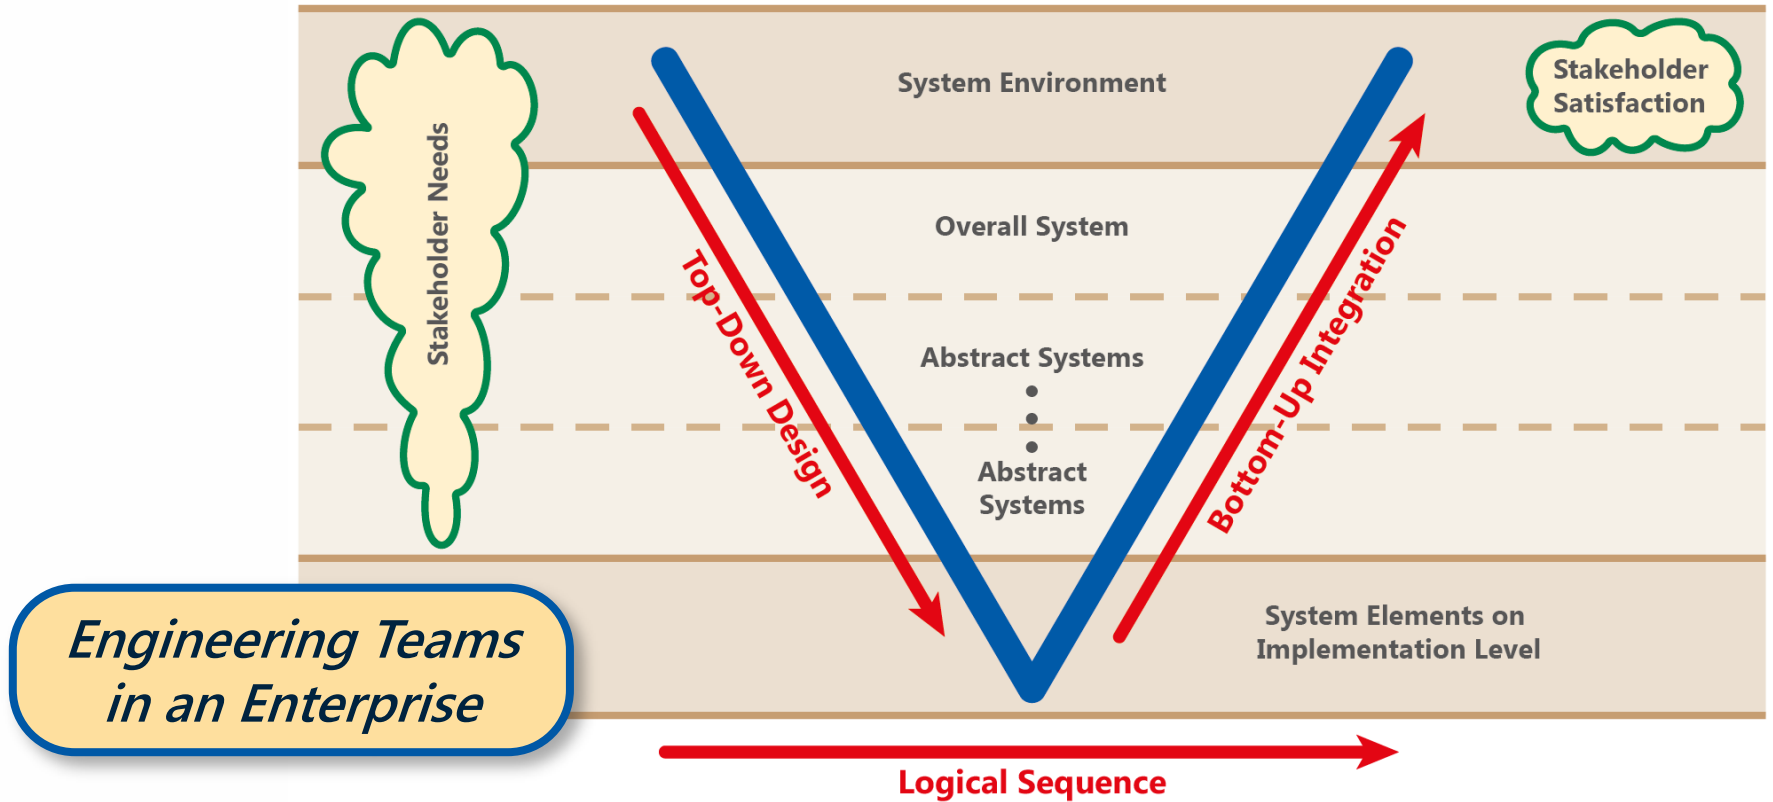 System Environment
Stakeholder
Satisfaction
Stakeholder Needs
Overall System
Top-Down Design
Bottom-Up Integration
Abstract Systems
Abstract
Systems
System Elements on
Implementation Level
Engineering Teams
in an Enterprise
Logical Sequence